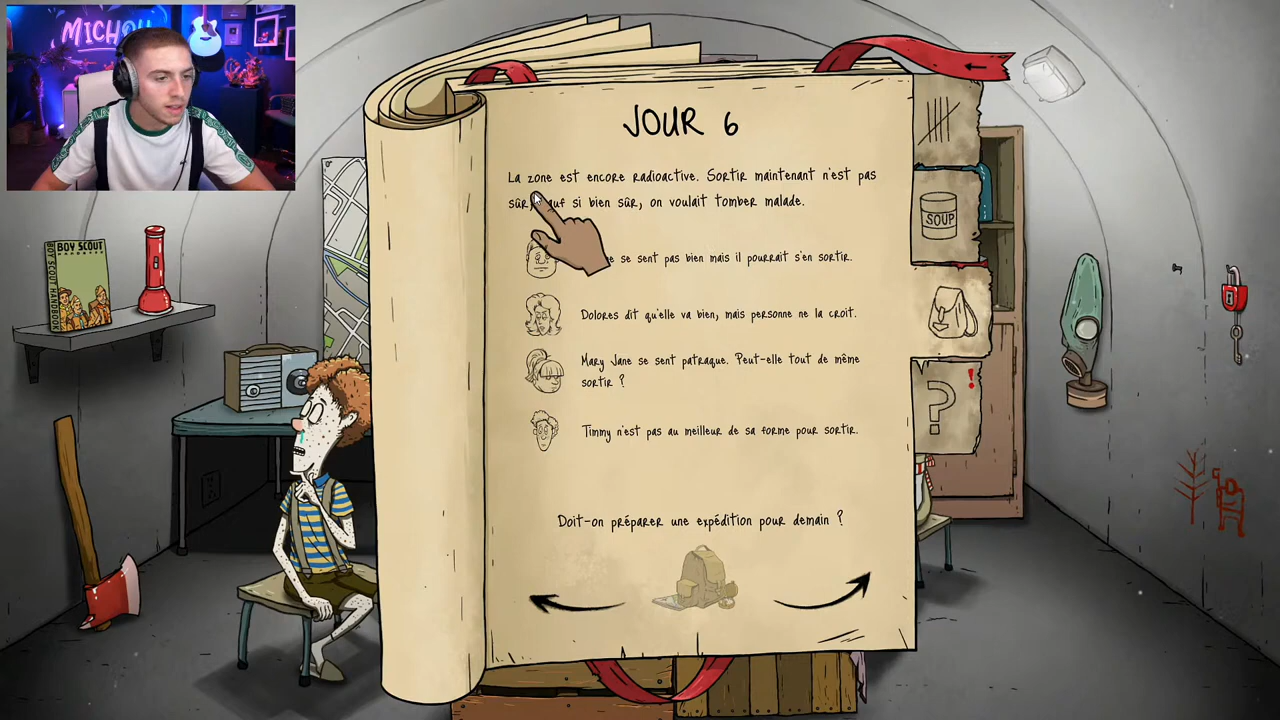 MICHOU
JOUR 6
La zone est encore radioactive. Sortir maintenant n'est pas
sûr, si bien sûr, on voulait tomber malade.
se sent pas bien mais il pourrait s'en sortir.
Dolores dit qu'elle va bien, mais personne ne la croit.
Mary Jane se sent patraque. Peut-elle tout de même
sortir ?
Timmy n'est pas au meilleur de sa forme pour sortir.
Doit-on préparer une expédition pour demain ?
SOUP
?
!
BOY SCOUT
HANDBOOK
BOY SCOUT HANDBOOK